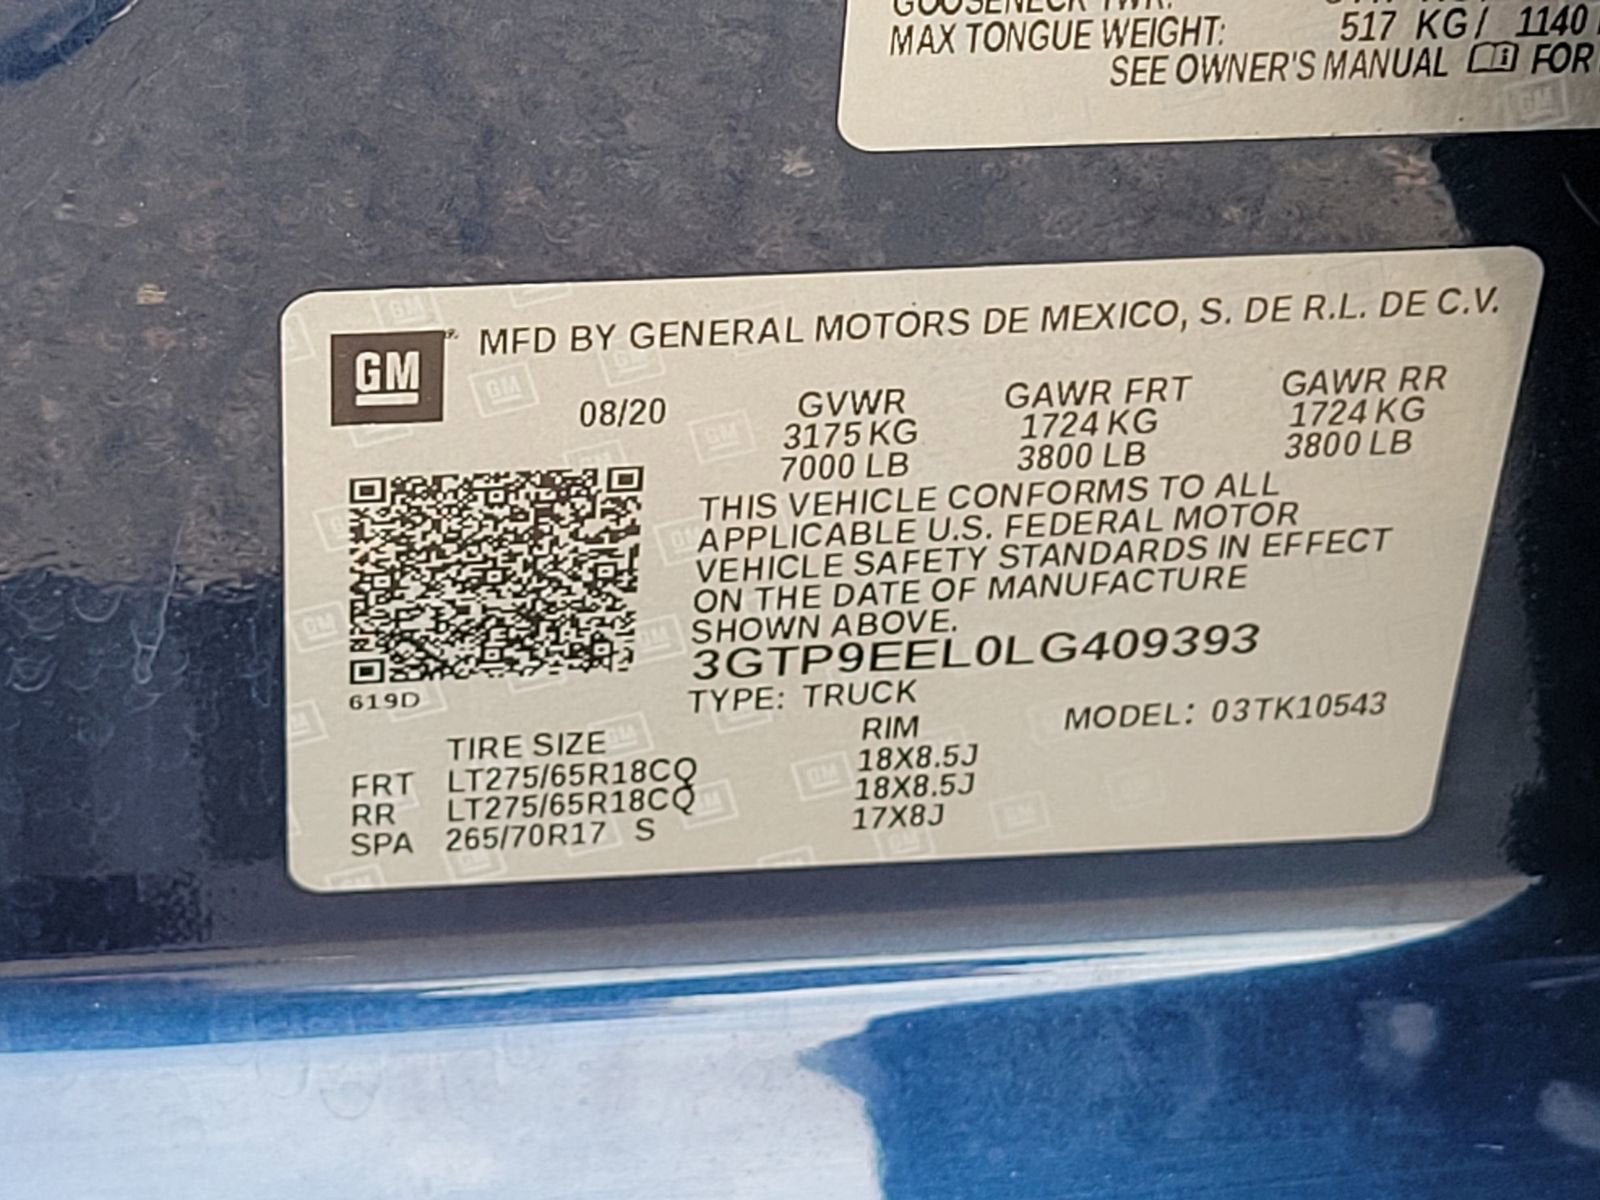 MAX TONGUE WEIGHT: 517 KG / 1140
SEE OWNER'S MANUAL FOR
GM MFD BY GENERAL MOTORS DE MEXICO, S. DE R.L. DE C.V.
08/20 GVWR GAWR FRT GAWR RR
3175 KG 1724 KG 1724 KG
7000 LB 3800 LB 3800 LB
THIS VEHICLE CONFORMS TO ALL
APPLICABLE U.S. FEDERAL MOTOR
VEHICLE SAFETY STANDARDS IN EFFECT
ON THE DATE OF MANUFACTURE
SHOWN ABOVE.
3GTP9EEL0LG409393
619D
TYPE: TRUCK
MODEL: 03TK10543
TIRE SIZE RIM
FRT LT275/65R18CQ 18X8.5J
RR LT275/65R18CQ 18X8.5J
SPA 265/70R17 S 17X8J